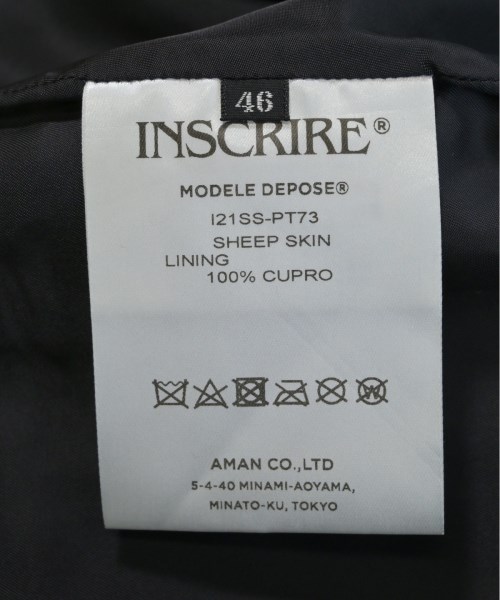 46
INSCRIRE®
MODELE DEPOSE®
I21SS-PT73
SHEEP SKIN
LINING
100% CUPRO
W
AMAN CO.,LTD
5-4-40 MINAMI-AOYAMA,
MINATO-KU, TOKYO